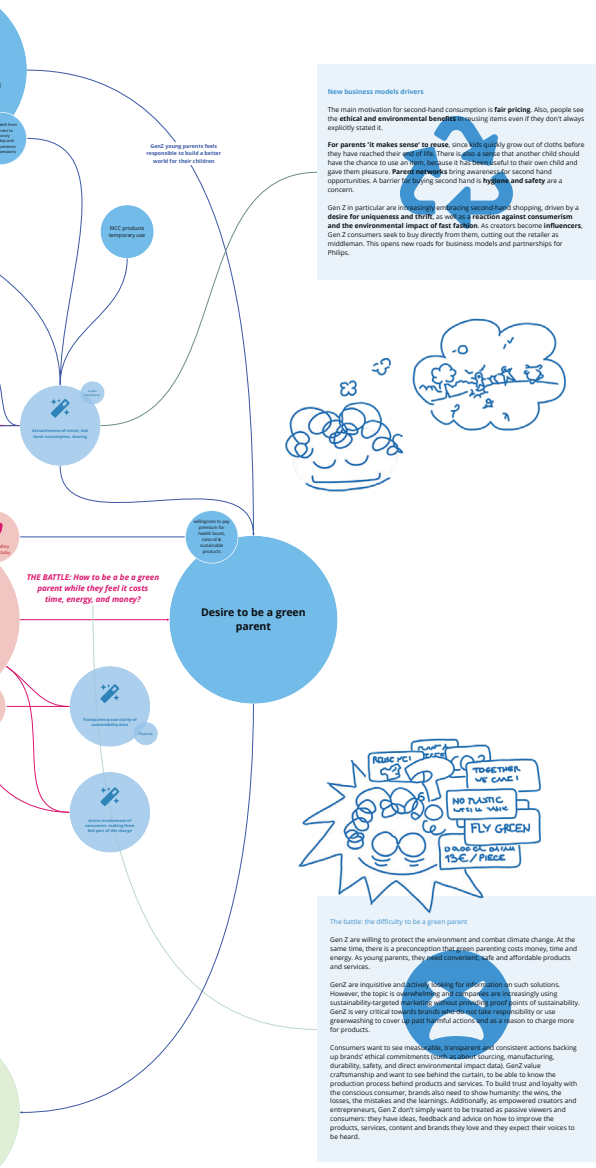 New business models drivers
The main motivation for second-hand consumption is fair pricing. Also, people see
the ethical and environmental benefits in reusing items even if they don't always
explicitly stated it.
For parents 'it makes sense' to reuse, since kids quickly grow out of cloths before
they have reached their end of life. There is also a sense that another child should
have the chance to use an item, because it has been useful to their own child and
gave them pleasure. Parent networks bring awareness for second hand
opportunities. A barrier for buying second hand is hygiene and safety are a
concern.
Gen Z in particular are increasingly embracing second-hand shopping, driven by a
desire for uniqueness and thrift, as well as a reaction against consumerism
and the environmental impact of fast fashion. As creators become influencers,
Gen Z consumers seek to buy directly from them, cutting out the retailer as
middleman. This opens new roads for business models and partnerships for
Philips.
GenZ young parents feels
responsible to build a better
world for their children
MCC products
temporary use
Attractiveness of rental, 2nd
hand consumption, sharing
willingness to pay
premium for
health boost,
natural &
sustainable
products
THE BATTLE: How to be a be a green
parent while they feel it costs
time, energy, and money?
Desire to be a green
parent
Transparency and clarity of
sustainability data
Active involvement of
consumers, making them
feel part of the change
REUSE ME!
TOGETHER
WE CAN!
NO PLASTIC
FLY GREEN
13€/PIECE
The battle: the difficulty to be a green parent
Gen Z are willing to protect the environment and combat climate change. At the
same time, there is a preconception that green parenting costs money, time and
energy. As young parents, they need convenient, safe and affordable products
and services.
GenZ are inquisitive and actively looking for information on such solutions.
However, the topic is overwhelming and companies are increasingly using
sustainability-targeted marketing without providing proof points of sustainability.
GenZ is very critical towards brands who do not take responsibility or use
greenwashing to cover up past harmful actions and as a reason to charge more
for products.
Consumers want to see measurable, transparent and consistent actions backing
up brands' ethical commitments (such as about sourcing, manufacturing,
durability, safety, and direct environmental impact data). GenZ value
craftsmanship and want to see behind the curtain, to be able to know the
production process behind products and services. To build trust and loyalty with
the conscious consumer, brands also need to show humanity: the wins, the
losses, the mistakes and the learnings. Additionally, as empowered creators and
entrepreneurs, Gen Z don't simply want to be treated as passive viewers and
consumers: they have ideas, feedback and advice on how to improve the
products, services, content and brands they love and they expect their voices to
be heard.